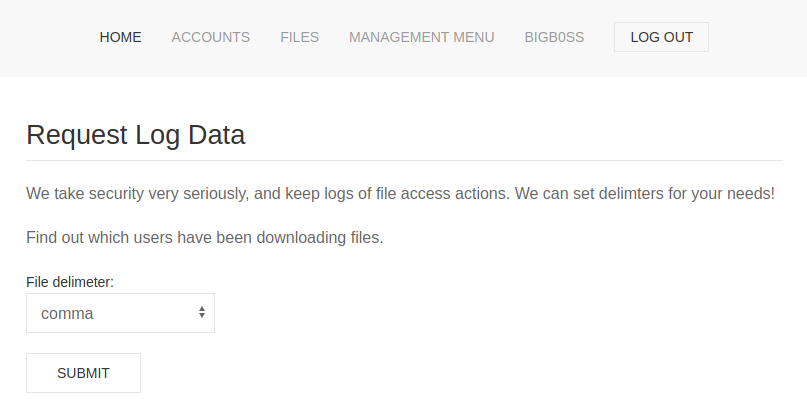 HOME ACCOUNTS FILES MANAGEMENT MENU BIGB0SS LOG OUT
Request Log Data
We take security very seriously, and keep logs of file access actions. We can set delimters for your needs!
Find out which users have been downloading files.
File delimeter:
comma
SUBMIT